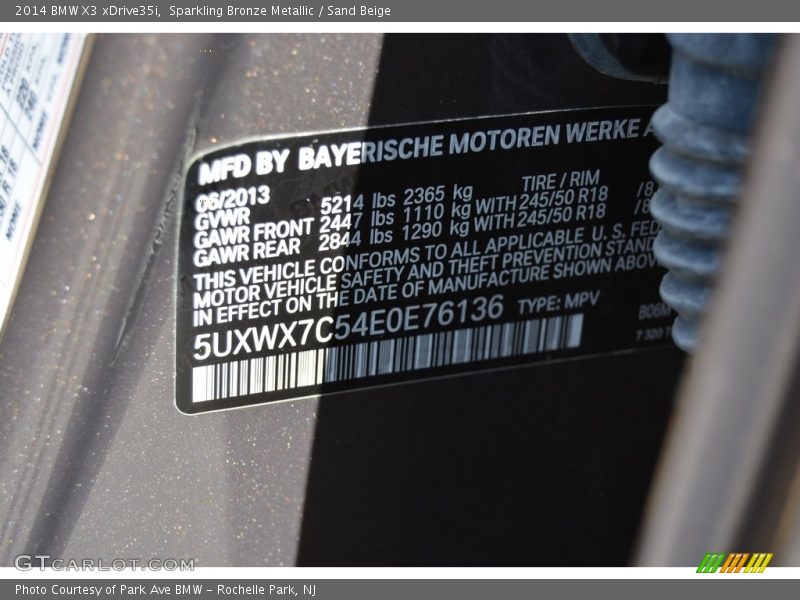 2014 BMW X3 xDrive35i, Sparkling Bronze Metallic / Sand Beige
MFD BY BAYERISCHE MOTOREN WERKE A
06/2013 TIRE / RIM
GVWR 5214 lbs 2365 kg
GAWR FRONT 2447 lbs 1110 kg WITH 245/50 R18 /8
GAWR REAR 2844 lbs 1290 kg WITH 245/50 R18 /8
THIS VEHICLE CONFORMS TO ALL APPLICABLE U. S. FED
MOTOR VEHICLE SAFETY AND THEFT PREVENTION STAND
IN EFFECT ON THE DATE OF MANUFACTURE SHOWN ABOV
5UXWX7C54E0E76136 TYPE: MPV
GTCARLOT.COM
Photo Courtesy of Park Ave BMW - Rochelle Park, NJ